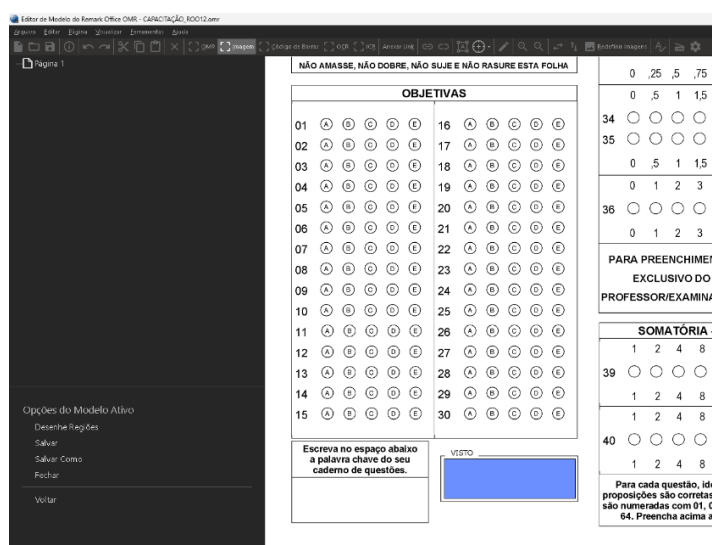 Editor de Modelo do Remark Office OMR - CAPACITAÇÃO_ROO12.omr
Arquivo Editar Página Visualizar Ferramentas Ajuda
OMR Imagem Código de Barras OCR ICR Anexar Link Redefinir Imagens
Página 1
NÃO AMASSE, NÃO DOBRE, NÃO SUJE E NÃO RASURE ESTA FOLHA
OBJETIVAS
01 A B C D E 16 A B C D E
02 A B C D E 17 A B C D E
03 A B C D E 18 A B C D E
04 A B C D E 19 A B C D E
05 A B C D E 20 A B C D E
06 A B C D E 21 A B C D E
07 A B C D E 22 A B C D E
08 A B C D E 23 A B C D E
09 A B C D E 24 A B C D E
10 A B C D E 25 A B C D E
11 A B C D E 26 A B C D E
12 A B C D E 27 A B C D E
13 A B C D E 28 A B C D E
14 A B C D E 29 A B C D E
15 A B C D E 30 A B C D E
Escreva no espaço abaixo
a palavra chave do seu
caderno de questões.
VISTO
0 ,25 ,5 ,75
0 ,5 1 1,5
34
35
0 ,5 1 1,5
0 1 2 3
36
0 1 2 3
PARA PREENCHIMEN
EXCLUSIVO DO
PROFESSOR/EXAMINA
SOMATÓRIA -
1 2 4 8
39
1 2 4 8
1 2 4 8
40
1 2 4 8
Para cada questão, ide
proposições são corretas
são numeradas com 01, 0
64. Preencha acima a
Opções do Modelo Ativo
Desenhe Regiões
Salvar
Salvar Como
Fechar
Voltar